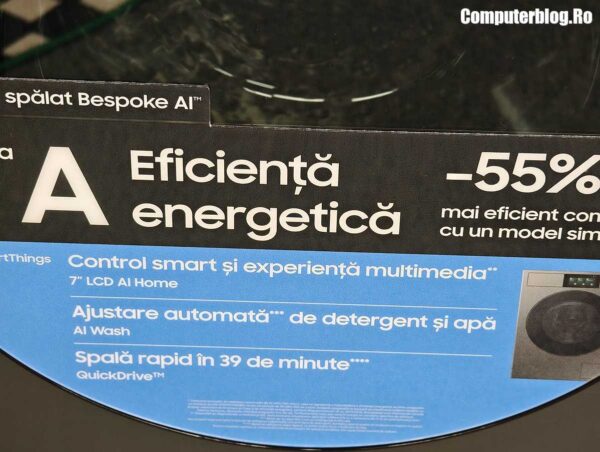 Computerblog.Ro
spălat Bespoke AI™
a
A
Eficiență
energetică
-55%
mai eficient com
cu un model sim
rtThings
Control smart și experiență multimedia**
7" LCD AI Home
Ajustare automată*** de detergent și apă
AI Wash
Spală rapid în 39 de minute****
QuickDrive™